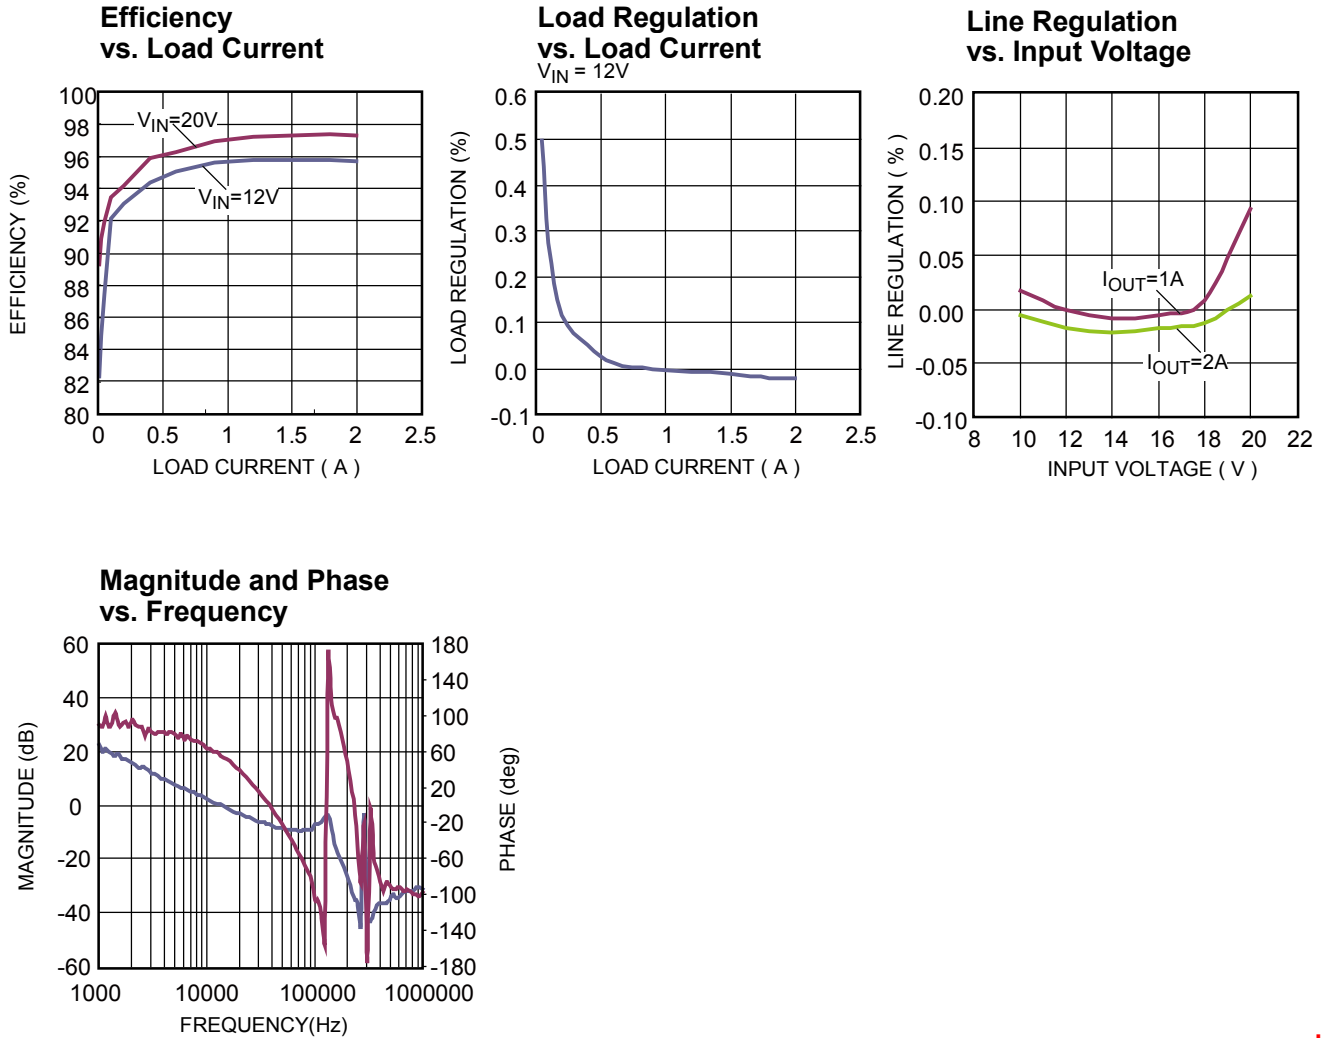 Efficiency
vs. Load Current
100
98
96
94
92
90
88
86
84
82
80
EFFICIENCY (%)
VIN=20V
VIN=12V
0 0.5 1 1.5 2 2.5
LOAD CURRENT ( A )
Load Regulation
vs. Load Current
VIN = 12V
0.6
0.5
0.4
0.3
0.2
0.1
0.0
-0.1
LOAD REGULATION (%)
0 0.5 1 1.5 2 2.5
LOAD CURRENT ( A )
Line Regulation
vs. Input Voltage
0.20
0.15
0.10
0.05
0.00
-0.05
-0.10
LINE REGULATION ( % )
IOUT=1A
IOUT=2A
8 10 12 14 16 18 20 22
INPUT VOLTAGE ( V )
Magnitude and Phase
vs. Frequency
60
40
20
0
-20
-40
-60
MAGNITUDE (dB)
180
140
100
60
20
-20
-60
-100
-140
-180
PHASE (deg)
1000 10000 100000 1000000
FREQUENCY(Hz)